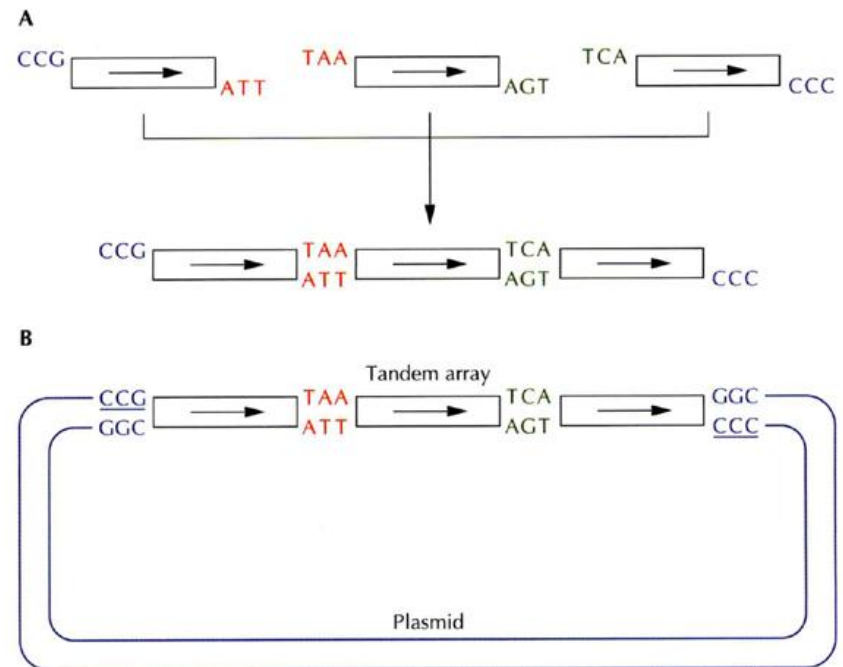 A
CCG TAA TCA
ATT AGT CCC
CCG TAA TCA
ATT AGT CCC
B
Tandem array
CCG TAA TCA GGC
GGC ATT AGT CCC
Plasmid